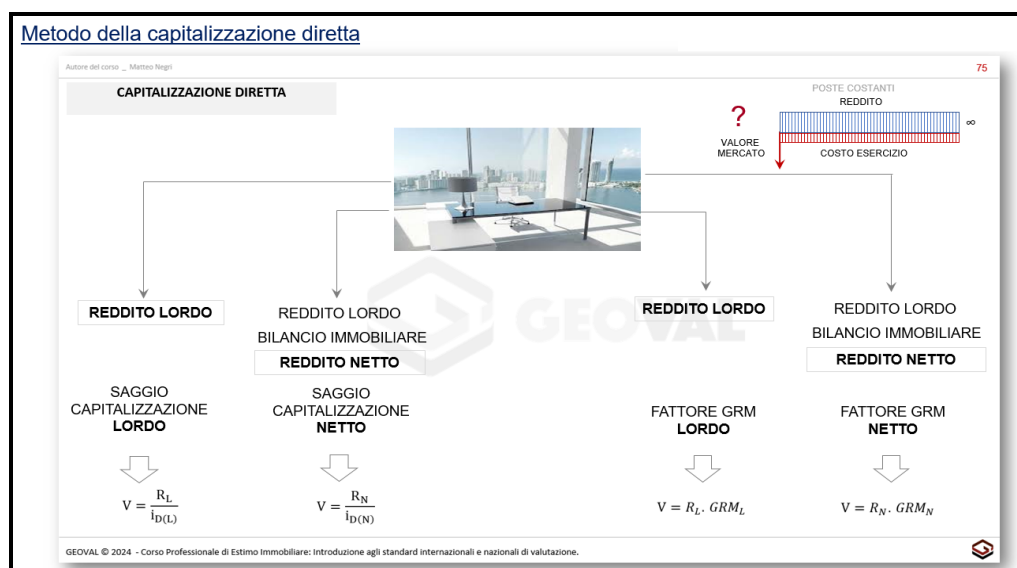 Metodo della capitalizzazione diretta
Autore del corso _ Matteo Negri
75
CAPITALIZZAZIONE DIRETTA
POSTE COSTANTI
REDDITO
?
∞
VALORE
MERCATO
COSTO ESERCIZIO
GEOVAL
REDDITO LORDO
SAGGIO
CAPITALIZZAZIONE
LORDO
V = R_L / i_D(L)
REDDITO LORDO
BILANCIO IMMOBILIARE
REDDITO NETTO
SAGGIO
CAPITALIZZAZIONE
NETTO
V = R_N / i_D(N)
REDDITO LORDO
FATTORE GRM
LORDO
V = R_L. GRM_L
REDDITO LORDO
BILANCIO IMMOBILIARE
REDDITO NETTO
FATTORE GRM
NETTO
V = R_N. GRM_N
GEOVAL © 2024 - Corso Professionale di Estimo Immobiliare: Introduzione agli standard internazionali e nazionali di valutazione.